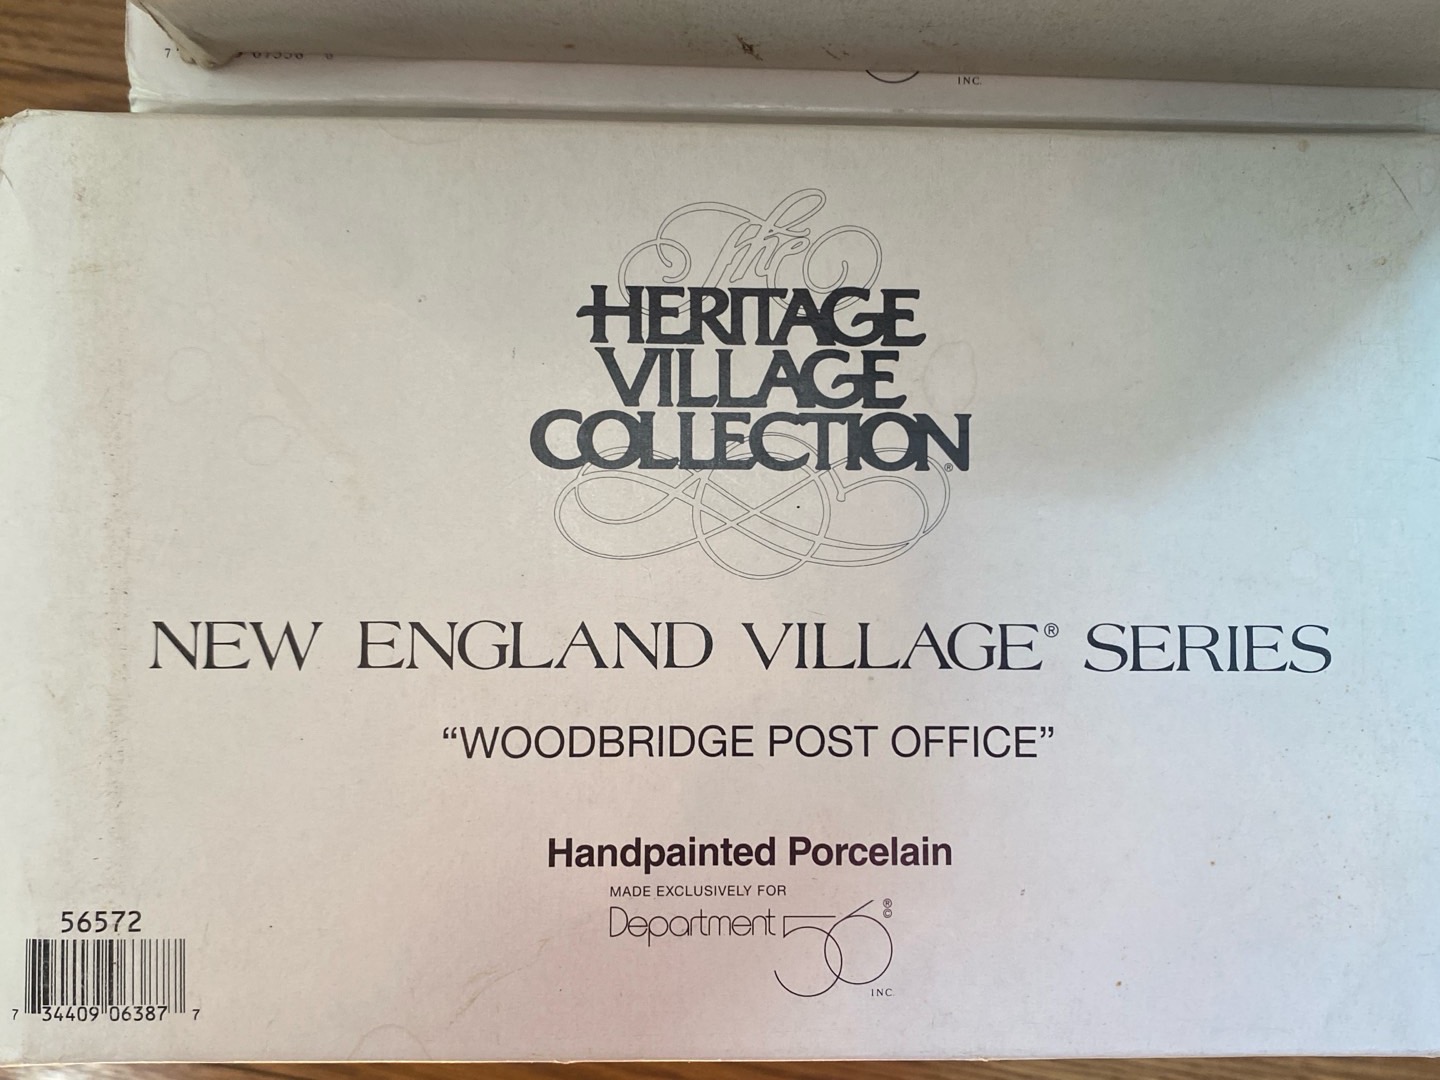 INC.
The
HERITAGE
VILLAGE
COLLECTION®
NEW ENGLAND VILLAGE® SERIES
“WOODBRIDGE POST OFFICE”
Handpainted Porcelain
MADE EXCLUSIVELY FOR
Department 56 ®©
INC.
56572
7 34409 06387 7